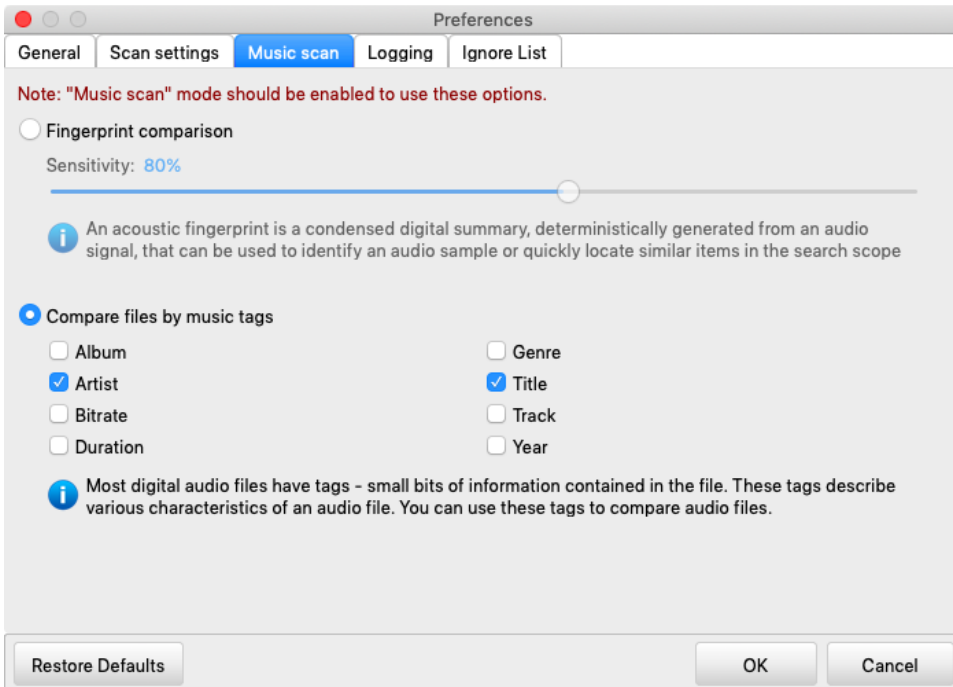 Preferences
General Scan settings Music scan Logging Ignore List
Note: "Music scan" mode should be enabled to use these options.
Fingerprint comparison
Sensitivity: 80%
An acoustic fingerprint is a condensed digital summary, deterministically generated from an audio
signal, that can be used to identify an audio sample or quickly locate similar items in the search scope
Compare files by music tags
Album Genre
Artist Title
Bitrate Track
Duration Year
Most digital audio files have tags - small bits of information contained in the file. These tags describe
various characteristics of an audio file. You can use these tags to compare audio files.
Restore Defaults OK Cancel